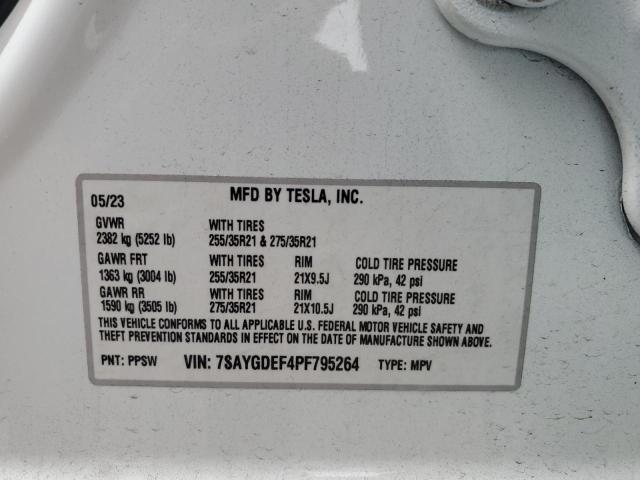 05/23 MFD BY TESLA, INC.
GVWR WITH TIRES
2382 kg (5252 lb) 255/35R21 & 275/35R21
GAWR FRT WITH TIRES RIM COLD TIRE PRESSURE
1363 kg (3004 lb) 255/35R21 21X9.5J 290 kPa, 42 psi
GAWR RR WITH TIRES RIM COLD TIRE PRESSURE
1590 kg (3505 lb) 275/35R21 21X10.5J 290 kPa, 42 psi
THIS VEHICLE CONFORMS TO ALL APPLICABLE U.S. FEDERAL MOTOR VEHICLE SAFETY AND
THEFT PREVENTION STANDARDS IN EFFECT ON THE DATE OF MANUFACTURE SHOWN ABOVE.
PNT: PPSW VIN: 7SAYGDEF4PF795264 TYPE: MPV